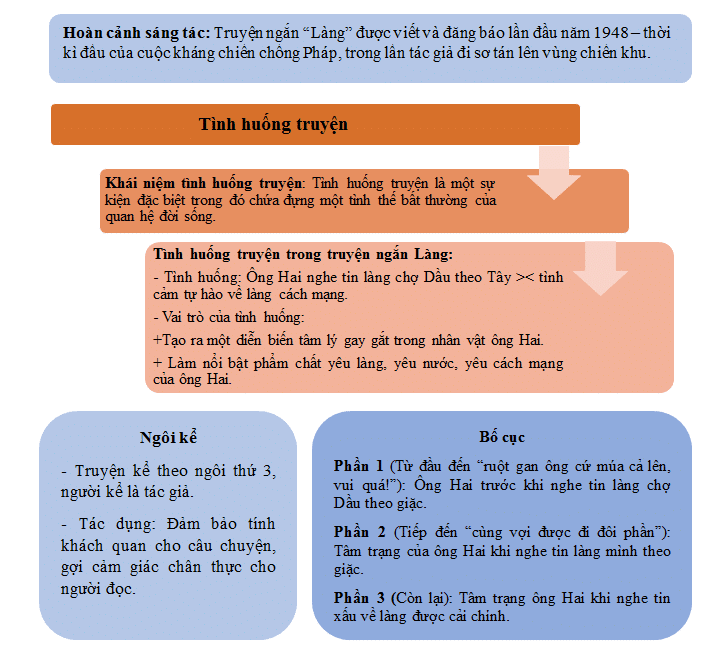 Hoàn cảnh sáng tác: Truyện ngắn “Làng” được viết và đăng báo lần đầu năm 1948 – thời
kì đầu của cuộc kháng chiến chống Pháp, trong lần tác giả đi sơ tán lên vùng chiến khu.
Tình huống truyện
Khái niệm tình huống truyện: Tình huống truyện là một sự
kiện đặc biệt trong đó chứa đựng một tình thế bất thường của
quan hệ đời sống.
Tình huống truyện trong truyện ngắn Làng:
- Tình huống: Ông Hai nghe tin làng chợ Dầu theo Tây >< tình
cảm tự hào về làng cách mạng.
- Vai trò của tình huống:
+Tạo ra một diễn biến tâm lý gay gắt trong nhân vật ông Hai.
+ Làm nổi bật phẩm chất yêu làng, yêu nước, yêu cách mạng
của ông Hai.
Ngôi kể
- Truyện kể theo ngôi thứ 3,
người kể là tác giả.
- Tác dụng: Đảm bảo tính
khách quan cho câu chuyện,
gợi cảm giác chân thực cho
người đọc.
Bố cục
Phần 1 (Từ đầu đến “ruột gan ông cứ múa cả lên,
vui quá!”): Ông Hai trước khi nghe tin làng chợ
Dầu theo giặc.
Phần 2 (Tiếp đến “cùng vợi được đi đôi phần”):
Tâm trạng của ông Hai khi nghe tin làng mình theo
giặc.
Phần 3 (Còn lại): Tâm trạng ông Hai khi nghe tin
xấu về làng được cải chính.